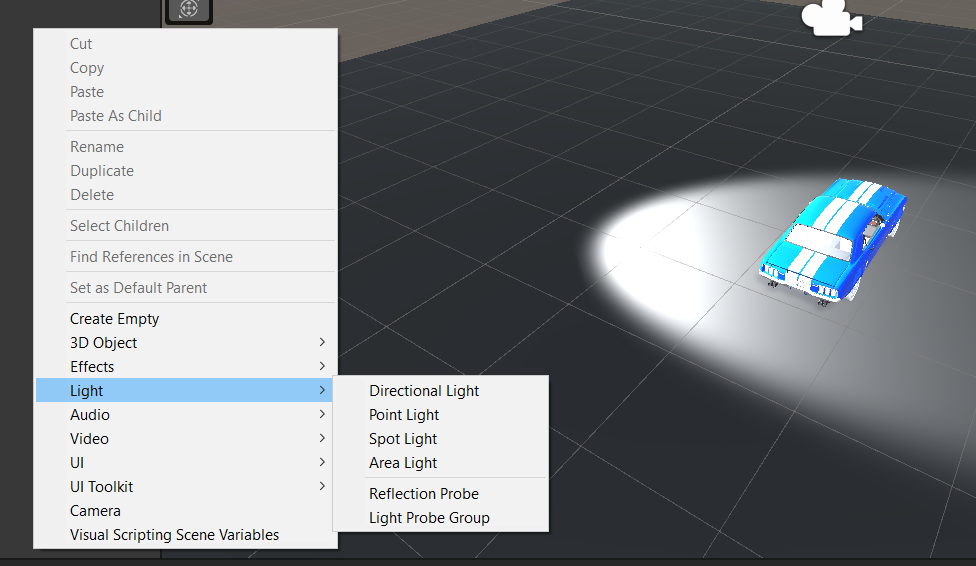 Cut
Copy
Paste
Paste As Child
Rename
Duplicate
Delete
Select Children
Find References in Scene
Set as Default Parent
Create Empty
3D Object
Effects
Light
Audio
Video
UI
UI Toolkit
Camera
Visual Scripting Scene Variables
Directional Light
Point Light
Spot Light
Area Light
Reflection Probe
Light Probe Group